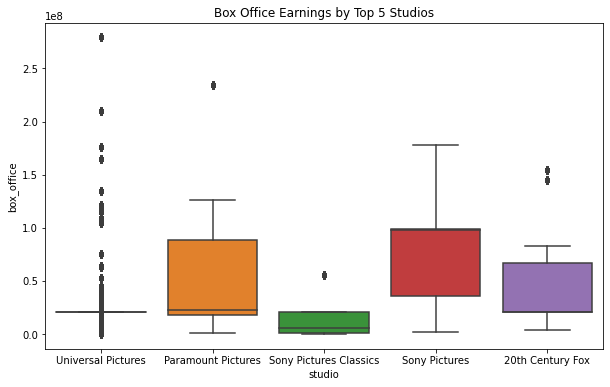 Box Office Earnings by Top 5 Studios
1e8
2.5
2.0
1.5
1.0
0.5
0.0
box_office
Universal Pictures Paramount Pictures Sony Pictures Classics Sony Pictures 20th Century Fox
studio